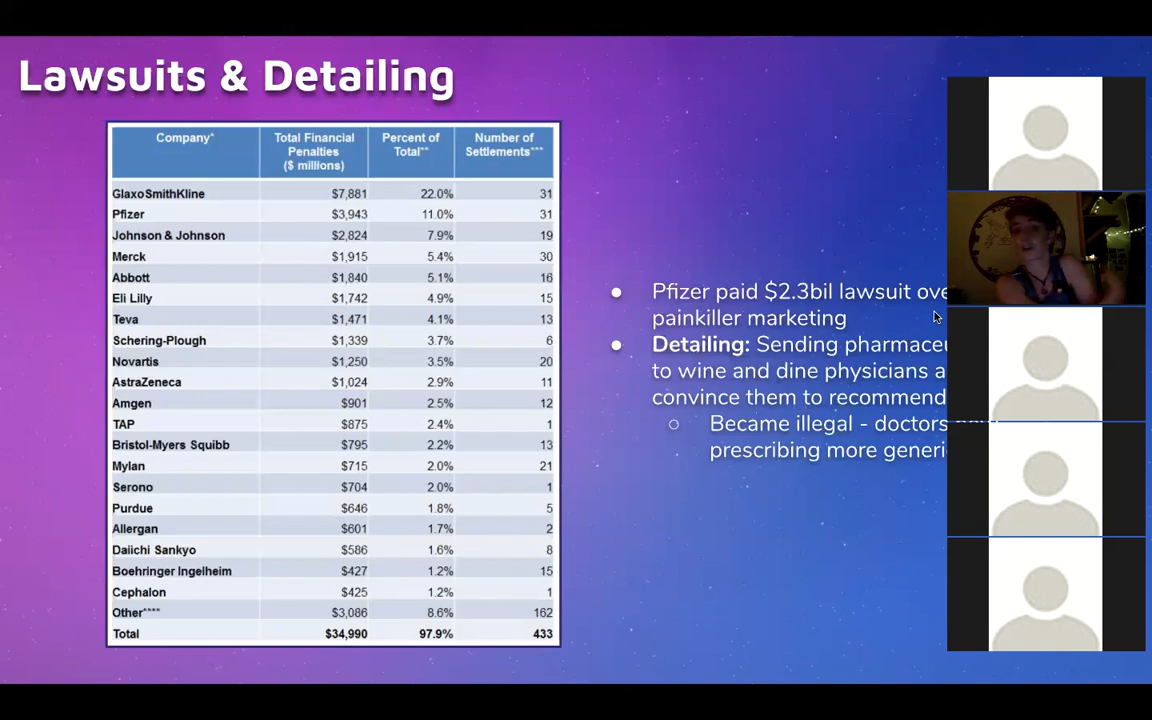 Lawsuits & Detailing
Company* Total Financial Penalties ($ millions) Percent of Total** Number of Settlements***
GlaxoSmithKline $7,881 22.0% 31
Pfizer $3,943 11.0% 31
Johnson & Johnson $2,824 7.9% 19
Merck $1,915 5.4% 30
Abbott $1,840 5.1% 16
Eli Lilly $1,742 4.9% 15
Teva $1,471 4.1% 13
Schering-Plough $1,339 3.7% 6
Novartis $1,250 3.5% 20
AstraZeneca $1,024 2.9% 11
Amgen $901 2.5% 12
TAP $875 2.4% 1
Bristol-Myers Squibb $795 2.2% 13
Mylan $715 2.0% 21
Serono $704 2.0% 1
Purdue $646 1.8% 5
Allergan $601 1.7% 2
Daiichi Sankyo $586 1.6% 8
Boehringer Ingelheim $427 1.2% 15
Cephalon $425 1.2% 1
Other**** $3,086 8.6% 162
Total $34,990 97.9% 433
Pfizer paid $2.3bil lawsuit
painkiller marketing
Detailing: Sending
to wine and dine physicians
convince them to recommend
Became illegal - doctors
prescribing more